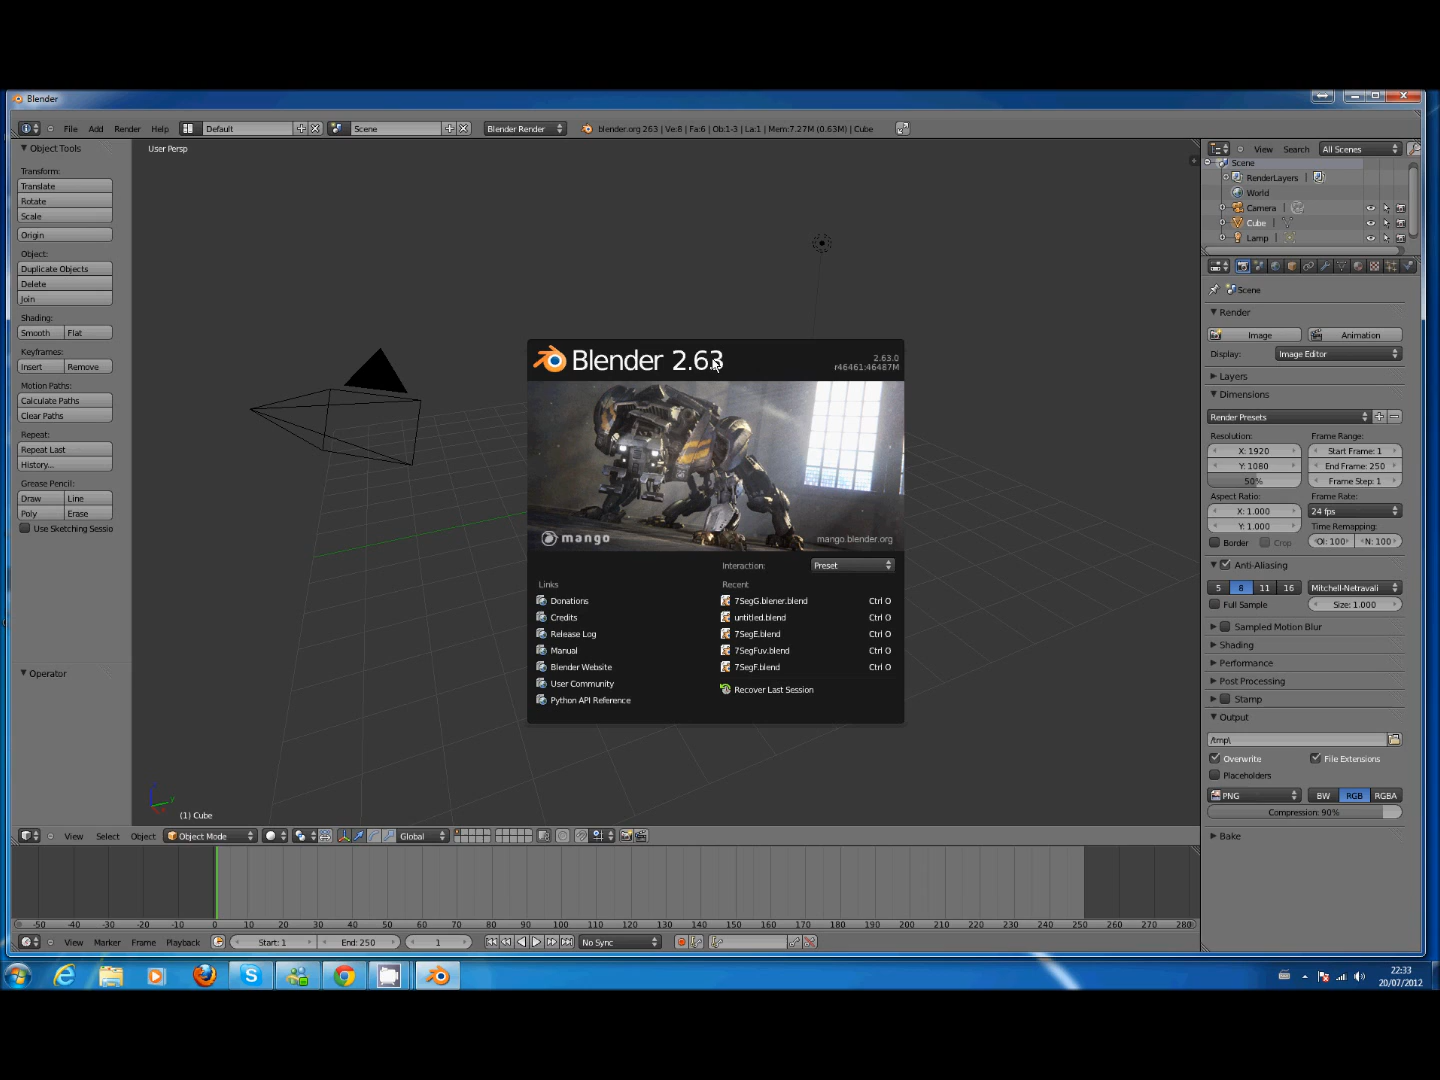 Blender
File Add Render Help Default Scene Blender Render blender.org 263 | Ve:8 | Fa:6 | Ob:1-3 | La:1 | Mem:7.27M (0.63M) | Cube
Object Tools
Transform:
Translate
Rotate
Scale
Origin
Object:
Duplicate Objects
Delete
Join
Shading:
Smooth Flat
Keyframes:
Insert Remove
Motion Paths:
Calculate Paths
Clear Paths
Repeat:
Repeat Last
History...
Grease Pencil:
Draw Line
Poly Erase
Use Sketching Sessio
Operator
User Persp
Blender 2.63
2.63.0
r46461:46487M
mango
mango.blender.org
Interaction: Preset
Links
Donations
Credits
Release Log
Manual
Blender Website
User Community
Python API Reference
Recent
7SegG.blener.blend Ctrl O
untitled.blend Ctrl O
7SegE.blend Ctrl O
7SegFuv.blend Ctrl O
7SegF.blend Ctrl O
Recover Last Session
(1) Cube
View Select Object Object Mode Global
-50 -40 -30 -20 -10 0 10 20 30 40 50 60 70 80 90 100 110 120 130 140 150 160 170 180 190 200 210 220 230 240 250 260 270 280
View Marker Frame Playback Start: 1 End: 250 1 No Sync
View Search All Scenes
Scene
RenderLayers |
World
Camera |
Cube |
Lamp |
Scene
Render
Image Animation
Display: Image Editor
Layers
Dimensions
Render Presets
Resolution: Frame Range:
X: 1920 Start Frame: 1
Y: 1080 End Frame: 250
50% Frame Step: 1
Aspect Ratio: Frame Rate:
X: 1.000 24 fps
Y: 1.000 Time Remapping:
Border Crop Ol: 100 N: 100
Anti-Aliasing
5 8 11 16 Mitchell-Netravali
Full Sample Size: 1.000
Sampled Motion Blur
Shading
Performance
Post Processing
Stamp
Output
/tmp\
Overwrite File Extensions
Placeholders
PNG BW RGB RGBA
Compression: 90%
Bake
22:33
20/07/2012